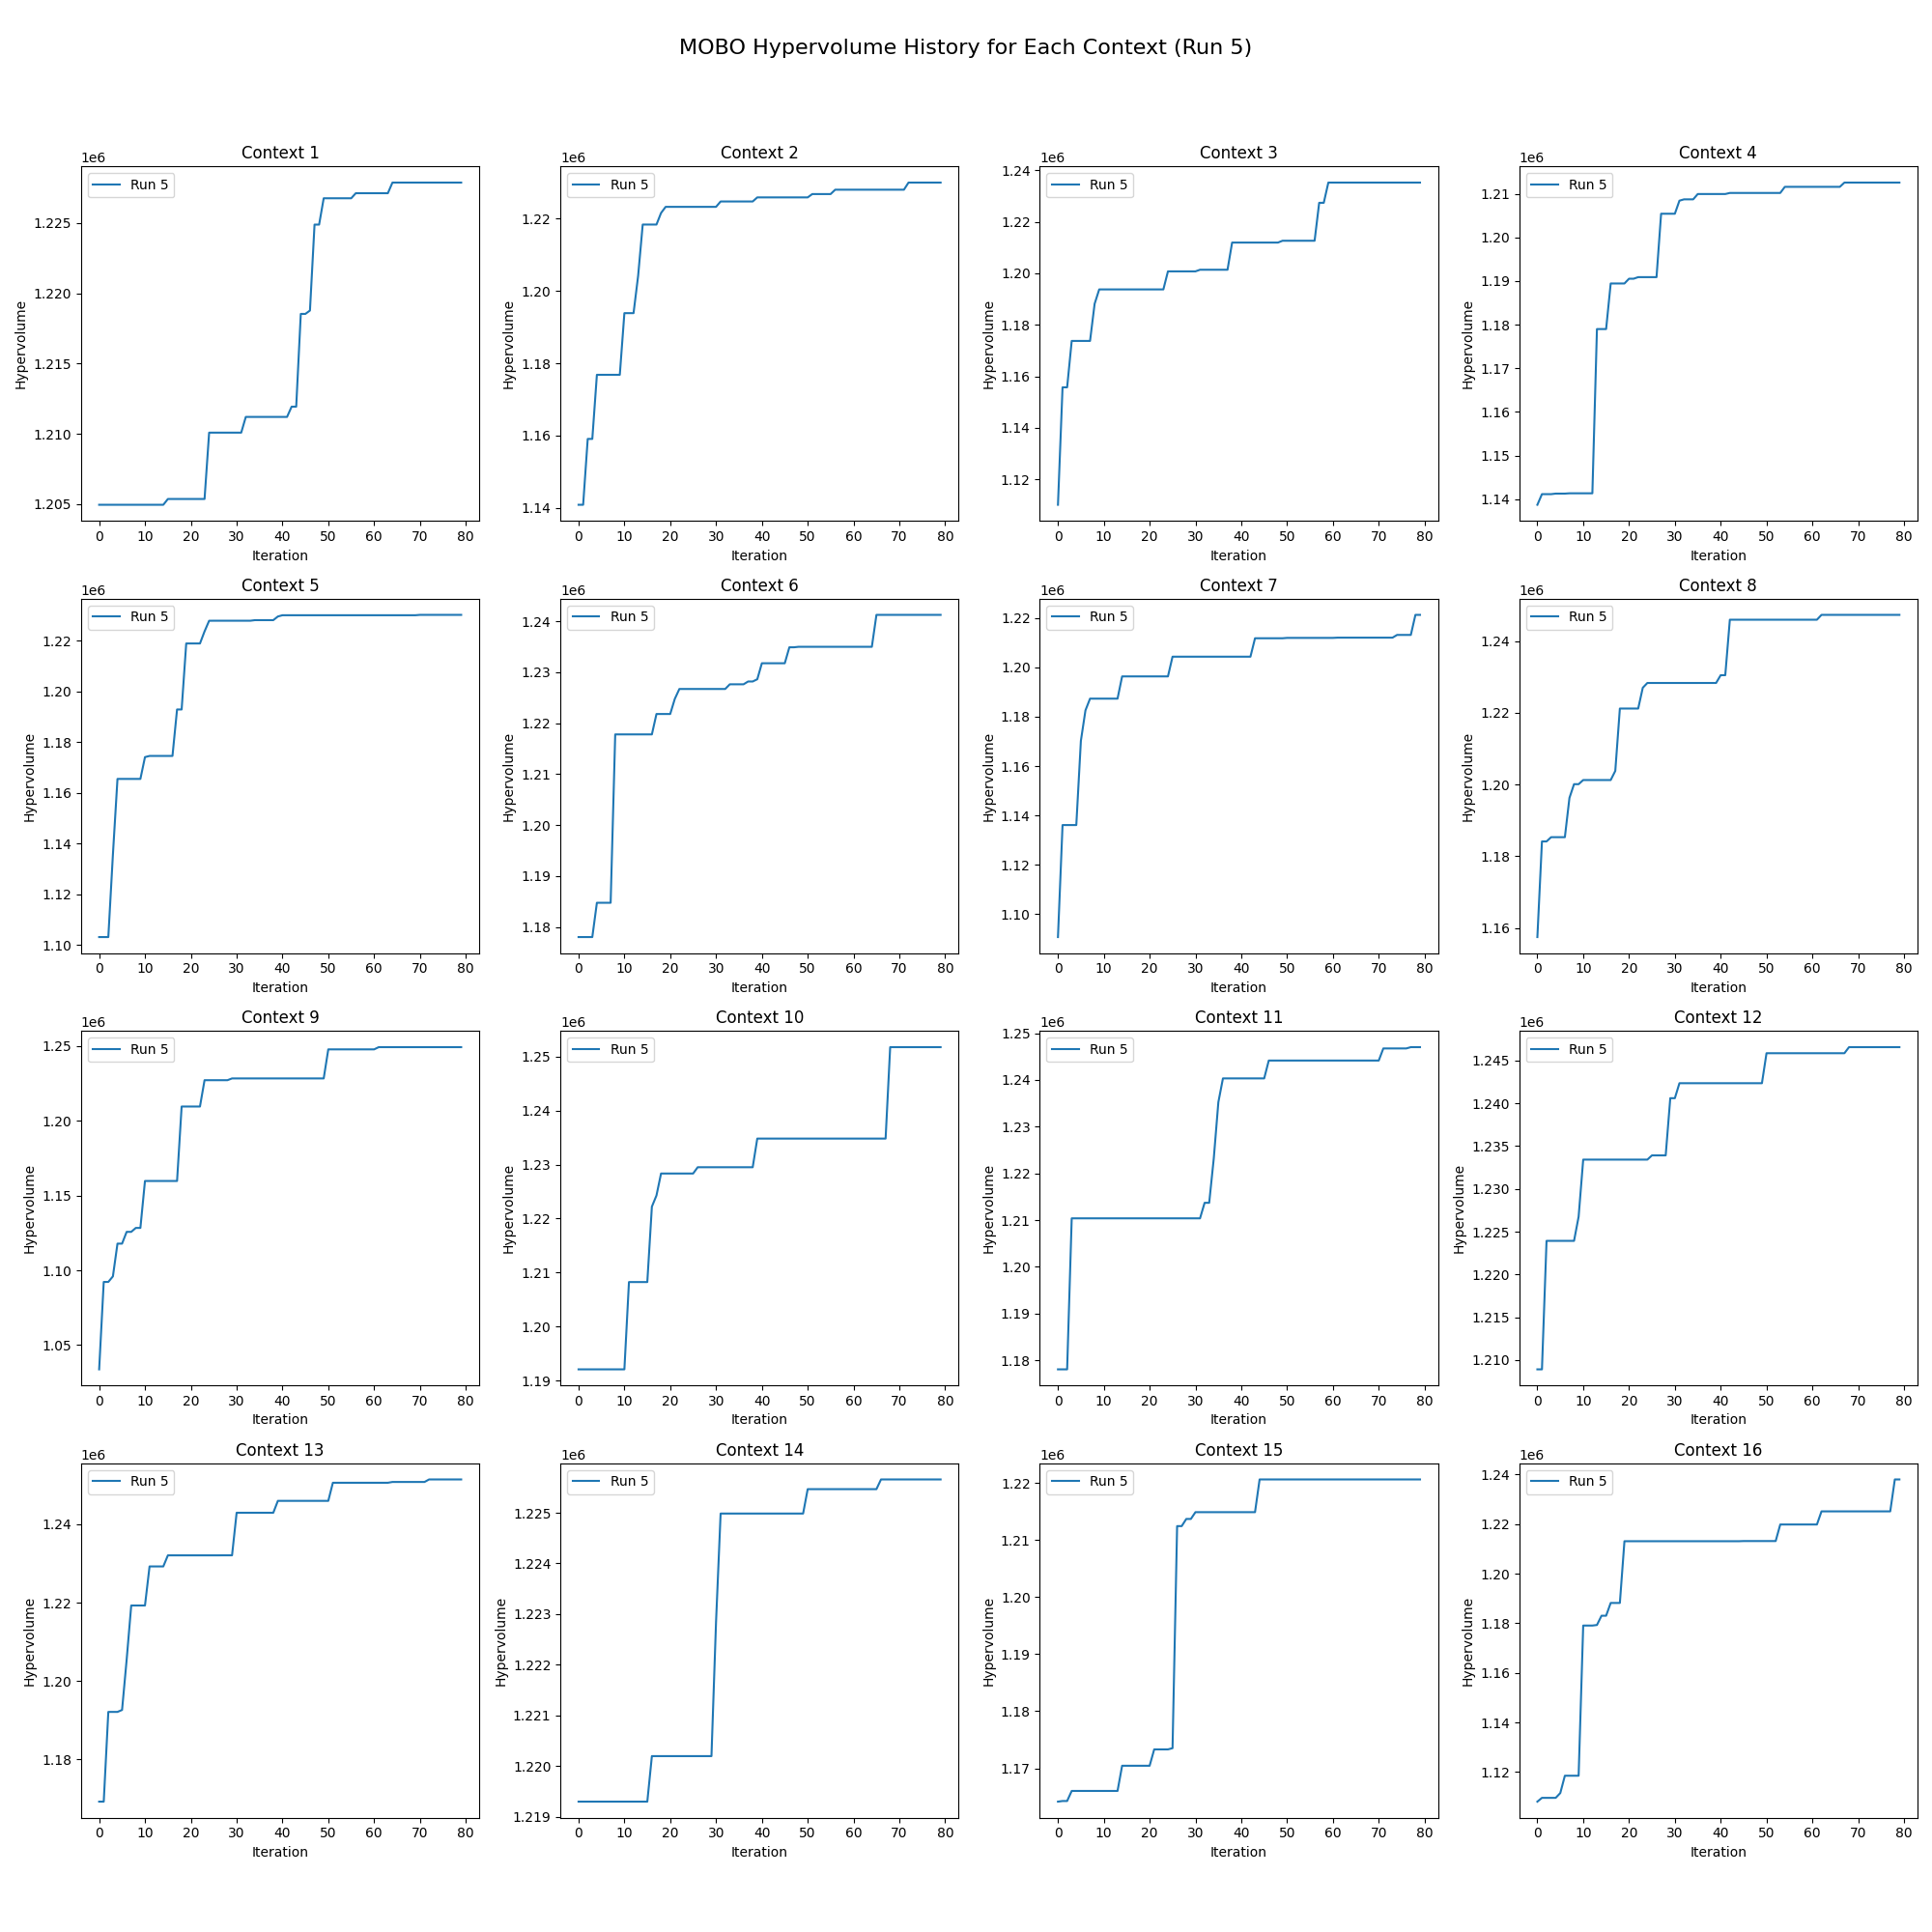 MOBO Hypervolume History for Each Context (Run 5)
Context 1
1e6
Run 5
Hypervolume
1.225
1.220
1.215
1.210
1.205
0 10 20 30 40 50 60 70 80
Iteration
Context 2
1e6
Run 5
Hypervolume
1.22
1.20
1.18
1.16
1.14
0 10 20 30 40 50 60 70 80
Iteration
Context 3
1e6
Run 5
Hypervolume
1.24
1.22
1.20
1.18
1.16
1.14
1.12
0 10 20 30 40 50 60 70 80
Iteration
Context 4
1e6
Run 5
Hypervolume
1.21
1.20
1.19
1.18
1.17
1.16
1.15
1.14
0 10 20 30 40 50 60 70 80
Iteration
Context 5
1e6
Run 5
Hypervolume
1.22
1.20
1.18
1.16
1.14
1.12
1.10
0 10 20 30 40 50 60 70 80
Iteration
Context 6
1e6
Run 5
Hypervolume
1.24
1.23
1.22
1.21
1.20
1.19
1.18
0 10 20 30 40 50 60 70 80
Iteration
Context 7
1e6
Run 5
Hypervolume
1.22
1.20
1.18
1.16
1.14
1.12
1.10
0 10 20 30 40 50 60 70 80
Iteration
Context 8
1e6
Run 5
Hypervolume
1.24
1.22
1.20
1.18
1.16
0 10 20 30 40 50 60 70 80
Iteration
Context 9
1e6
Run 5
Hypervolume
1.25
1.20
1.15
1.10
1.05
0 10 20 30 40 50 60 70 80
Iteration
Context 10
1e6
Run 5
Hypervolume
1.25
1.24
1.23
1.22
1.21
1.20
1.19
0 10 20 30 40 50 60 70 80
Iteration
Context 11
1e6
Run 5
Hypervolume
1.25
1.24
1.23
1.22
1.21
1.20
1.19
1.18
0 10 20 30 40 50 60 70 80
Iteration
Context 12
1e6
Run 5
Hypervolume
1.245
1.240
1.235
1.230
1.225
1.220
1.215
1.210
0 10 20 30 40 50 60 70 80
Iteration
Context 13
1e6
Run 5
Hypervolume
1.24
1.22
1.20
1.18
0 10 20 30 40 50 60 70 80
Iteration
Context 14
1e6
Run 5
Hypervolume
1.225
1.224
1.223
1.222
1.221
1.220
1.219
0 10 20 30 40 50 60 70 80
Iteration
Context 15
1e6
Run 5
Hypervolume
1.22
1.21
1.20
1.19
1.18
1.17
0 10 20 30 40 50 60 70 80
Iteration
Context 16
1e6
Run 5
Hypervolume
1.24
1.22
1.20
1.18
1.16
1.14
1.12
0 10 20 30 40 50 60 70 80
Iteration